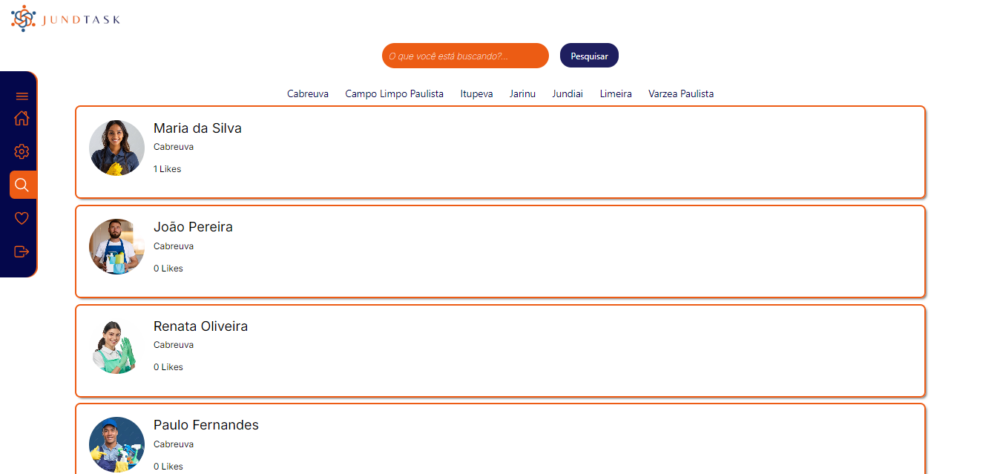 JUNDTASK
O que você está buscando?...
Pesquisar
Cabreuva Campo Limpo Paulista Itupeva Jarinu Jundiai Limeira Varzea Paulista
Maria da Silva
Cabreuva
1 Likes
João Pereira
Cabreuva
0 Likes
Renata Oliveira
Cabreuva
0 Likes
Paulo Fernandes
Cabreuva
0 Likes